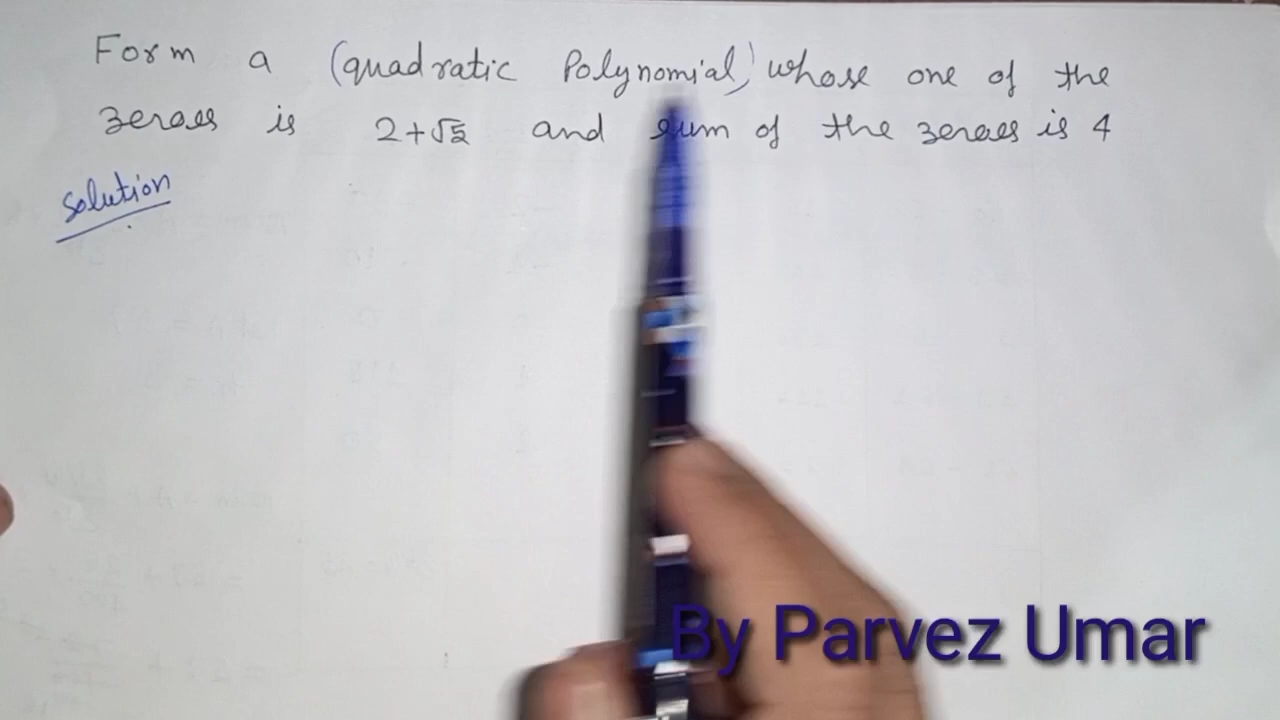 Form a (quadratic Polynomial) whose one of the
zeroes is 2+√5 and sum of the zeroes is 4
Solution
By Parvez Umar